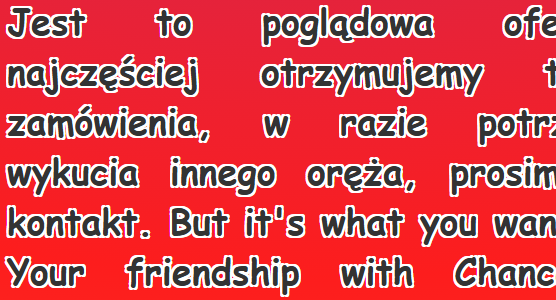 Jest to poglądowa
najczęściej otrzymujemy
zamówienia, w razie
wykucia innego oręża,
kontakt. But it's what you
Your friendship with